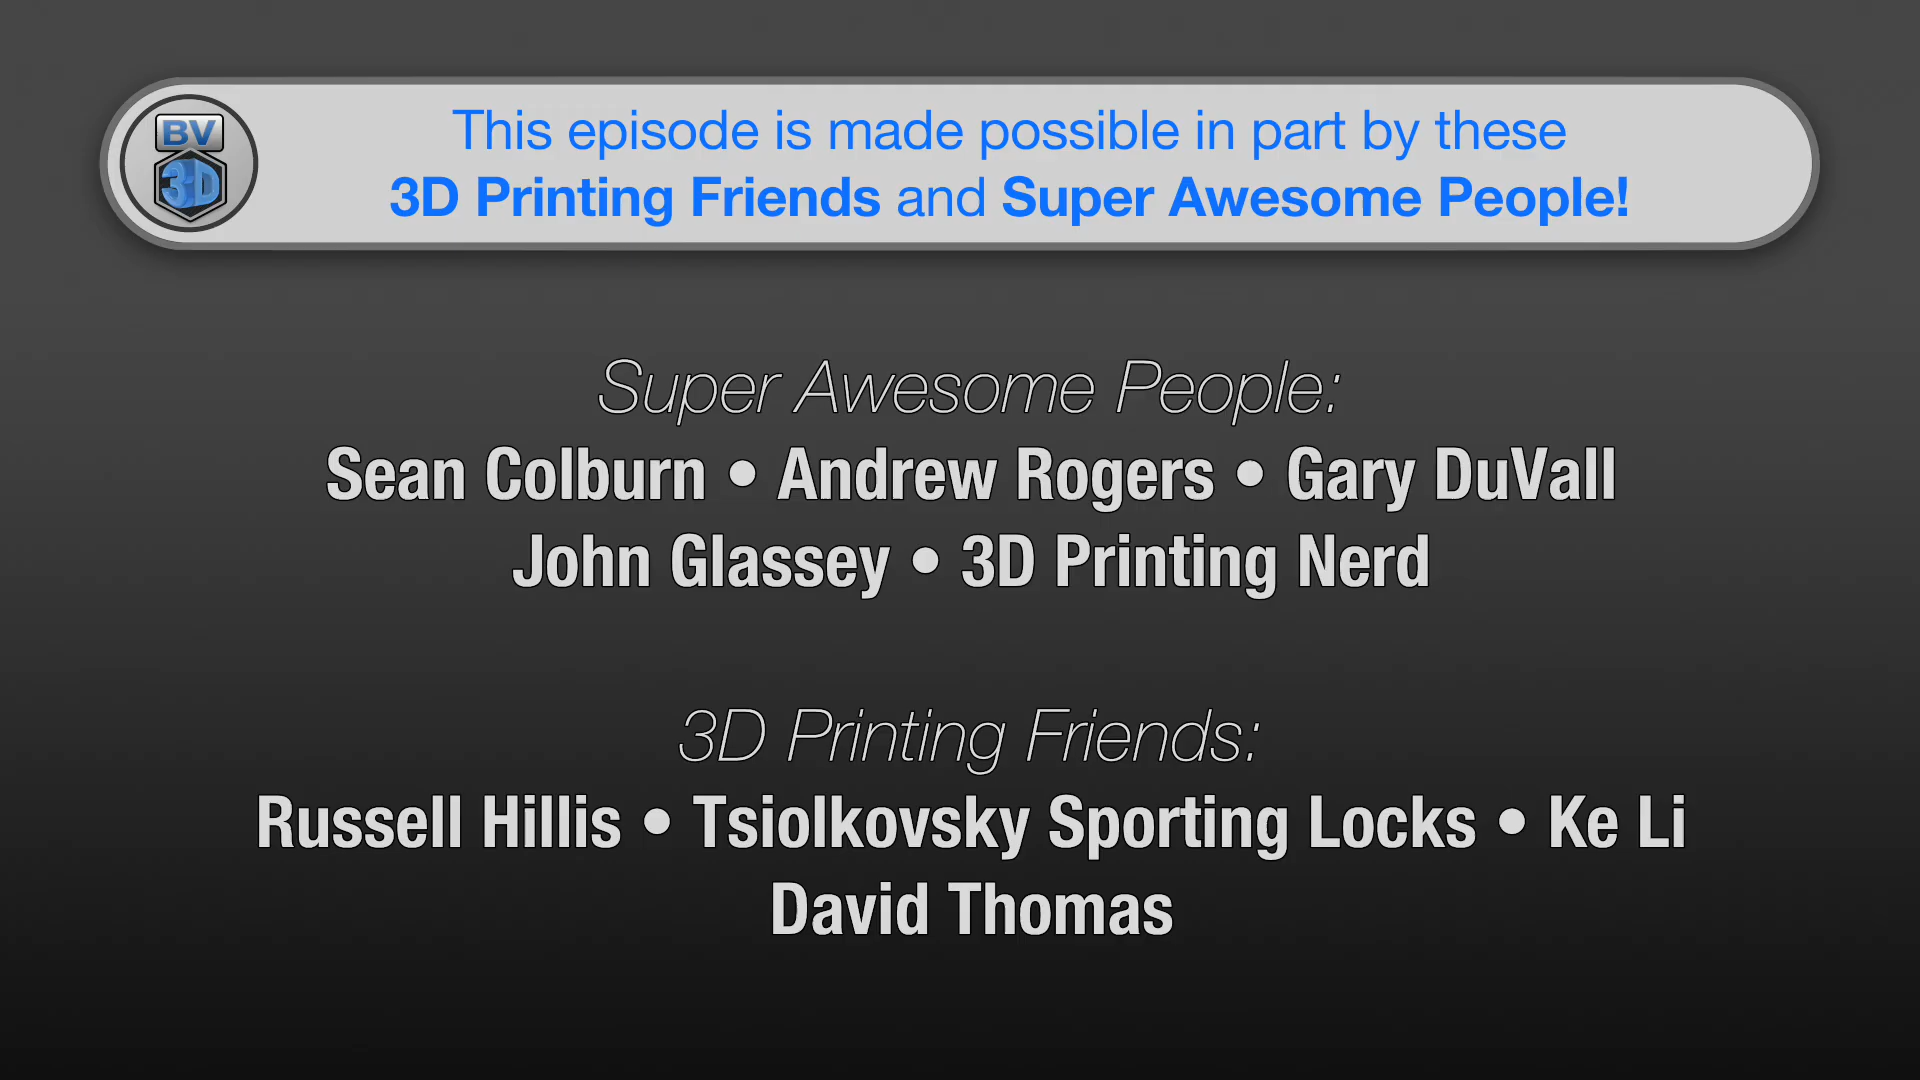 BV
3D
This episode is made possible in part by these
3D Printing Friends and Super Awesome People!
Super Awesome People:
Sean Colburn • Andrew Rogers • Gary DuVall
John Glassey • 3D Printing Nerd
3D Printing Friends:
Russell Hillis • Tsiolkovsky Sporting Locks • Ke Li
David Thomas